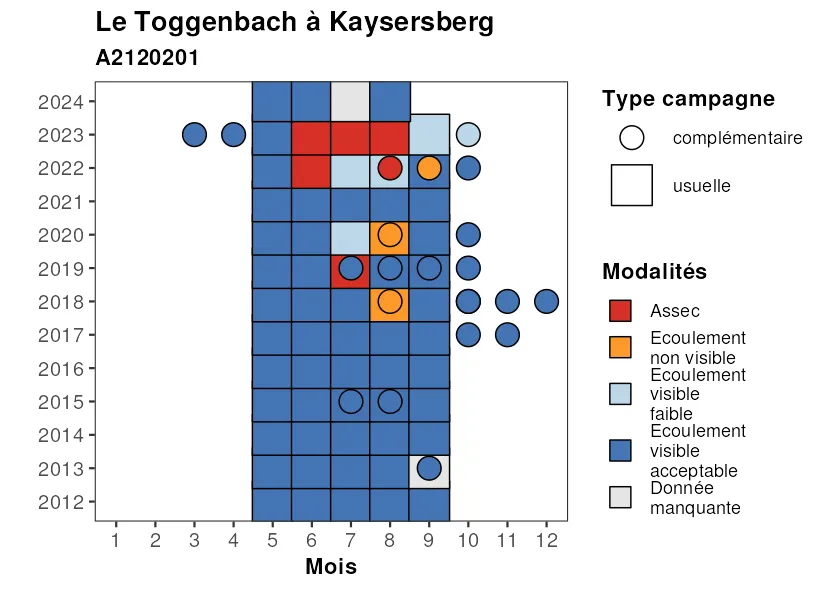 Le Toggenbach à Kaysersberg
A2120201
2024
2023
2022
2021
2020
2019
2018
2017
2016
2015
2014
2013
2012
1 2 3 4 5 6 7 8 9 10 11 12
Mois
Type campagne
complémentaire
usuelle
Modalités
Assec
Ecoulement
non visible
Ecoulement
visible
faible
Ecoulement
visible
acceptable
Donnée
manquante